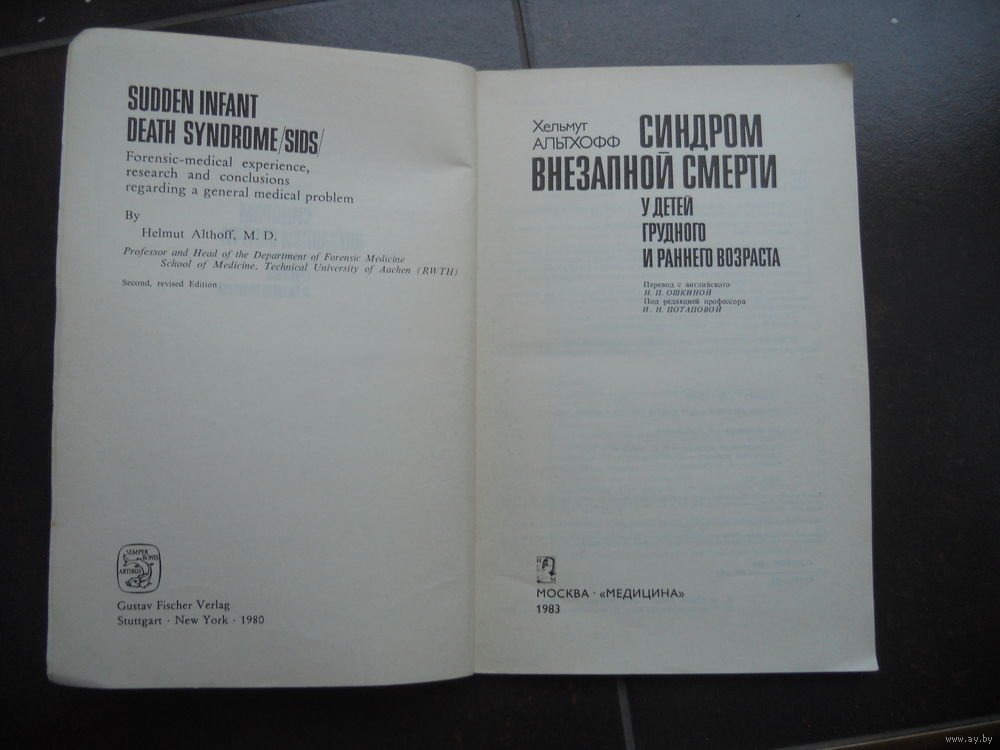 SUDDEN INFANT
DEATH SYNDROME/SIDS/
Forensic-medical experience,
research and conclusions
regarding a general medical problem
By
Helmut Althoff, M. D.
Professor and Head of the Department of Forensic Medicine
School of Medicine, Technical University of Aachen (RWTH)
Second, revised Edition
SEMPER
BONIS
ARTIBUS
Gustav Fischer Verlag
Stuttgart · New York · 1980
Хельмут
АЛЬТХОФФ
СИНДРОМ
ВНЕЗАПНОЙ СМЕРТИ
У ДЕТЕЙ
ГРУДНОГО
И РАННЕГО ВОЗРАСТА
Перевод с английского
Н. П. ОШКИНОЙ
Под редакцией профессора
И. Н. ПОТАПОВОЙ
МОСКВА · «МЕДИЦИНА»
1983
www.ay.by